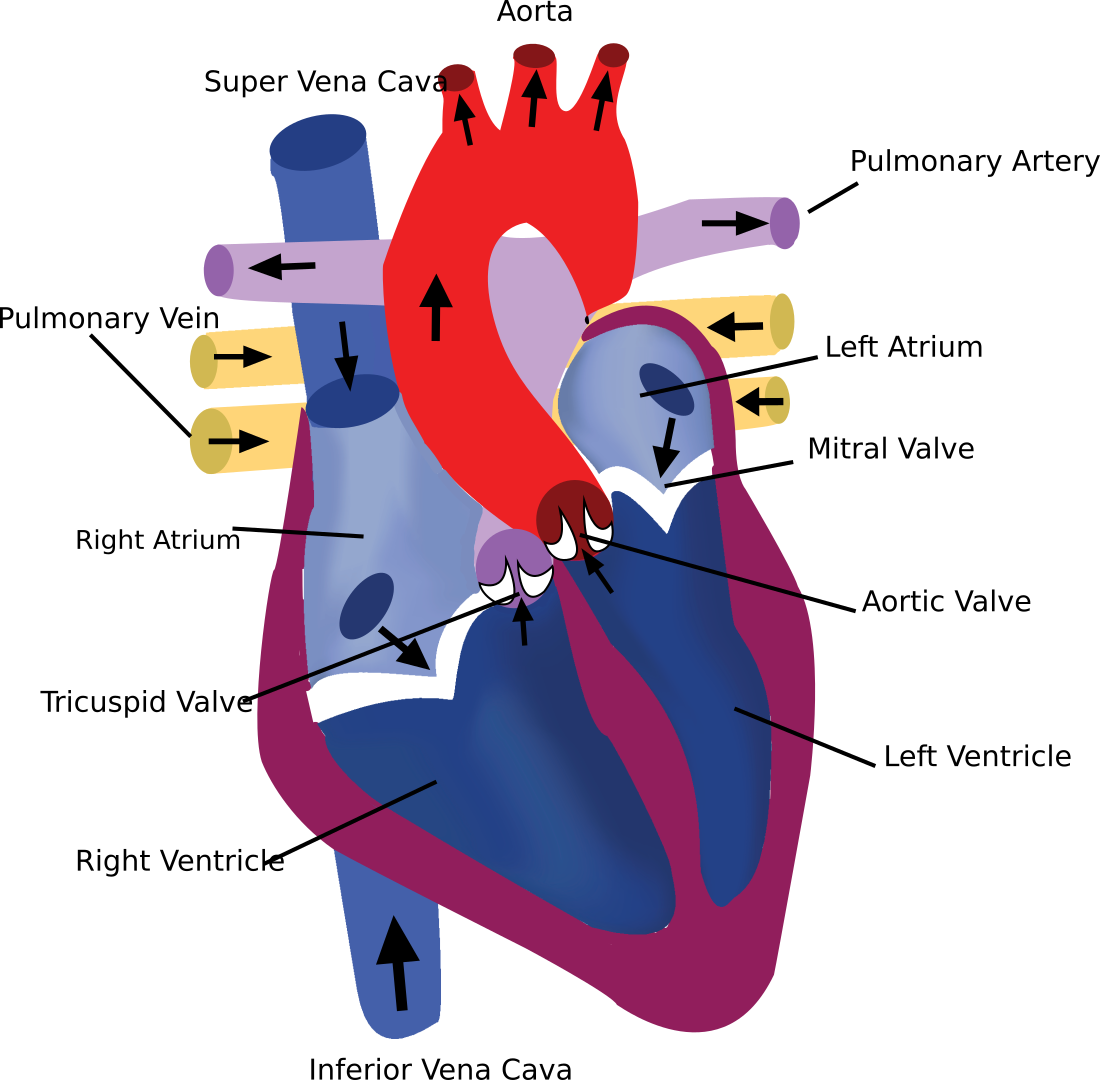 Aorta
Super Vena Cava
Pulmonary Artery
Pulmonary Vein
Left Atrium
Mitral Valve
Right Atrium
Aortic Valve
Tricuspid Valve
Left Ventricle
Right Ventricle
Inferior Vena Cava